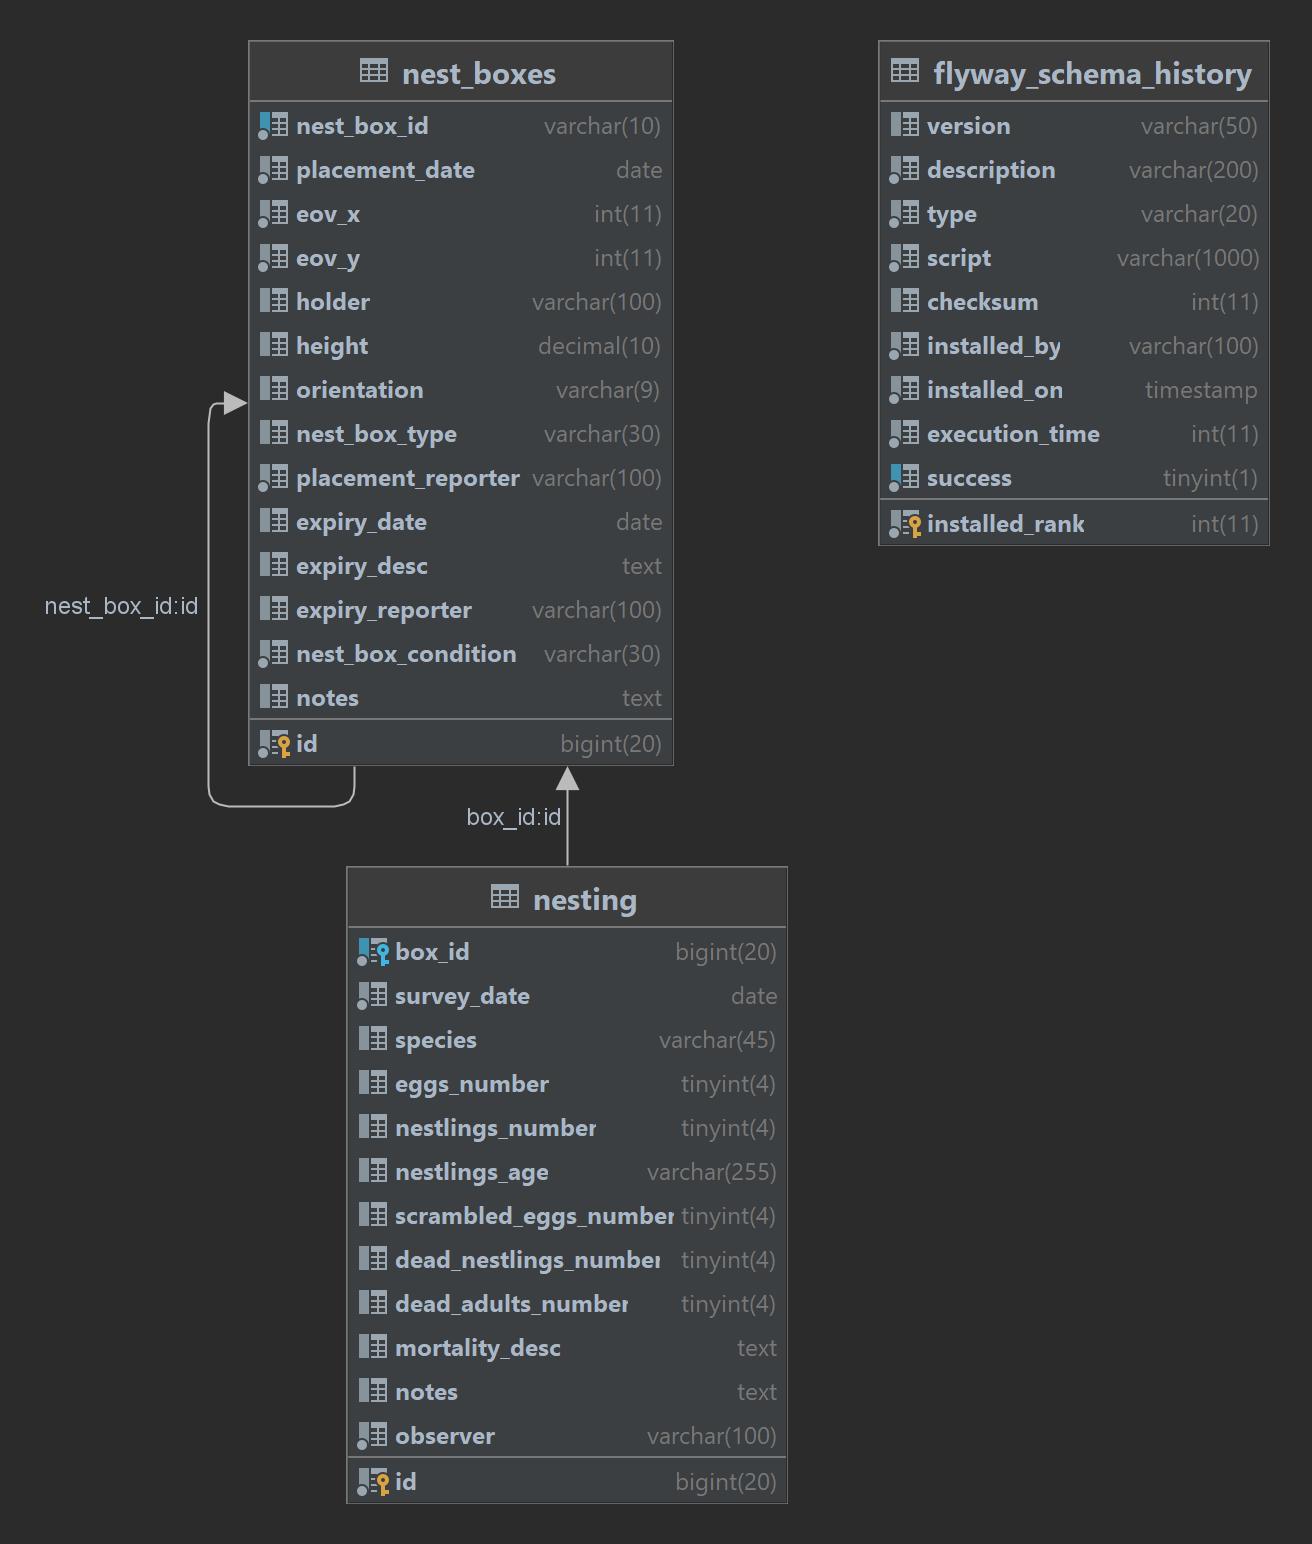 nest_boxes
nest_box_id varchar(10)
placement_date date
eov_x int(11)
eov_y int(11)
holder varchar(100)
height decimal(10)
orientation varchar(9)
nest_box_type varchar(30)
placement_reporter varchar(100)
expiry_date date
expiry_desc text
expiry_reporter varchar(100)
nest_box_condition varchar(30)
notes text
id bigint(20)
flyway_schema_history
version varchar(50)
description varchar(200)
type varchar(20)
script varchar(1000)
checksum int(11)
installed_by varchar(100)
installed_on timestamp
execution_time int(11)
success tinyint(1)
installed_rank int(11)
nest_box_id:id
box_id:id
nesting
box_id bigint(20)
survey_date date
species varchar(45)
eggs_number tinyint(4)
nestlings_number tinyint(4)
nestlings_age varchar(255)
scrambled_eggs_number tinyint(4)
dead_nestlings_number tinyint(4)
dead_adults_number tinyint(4)
mortality_desc text
notes text
observer varchar(100)
id bigint(20)